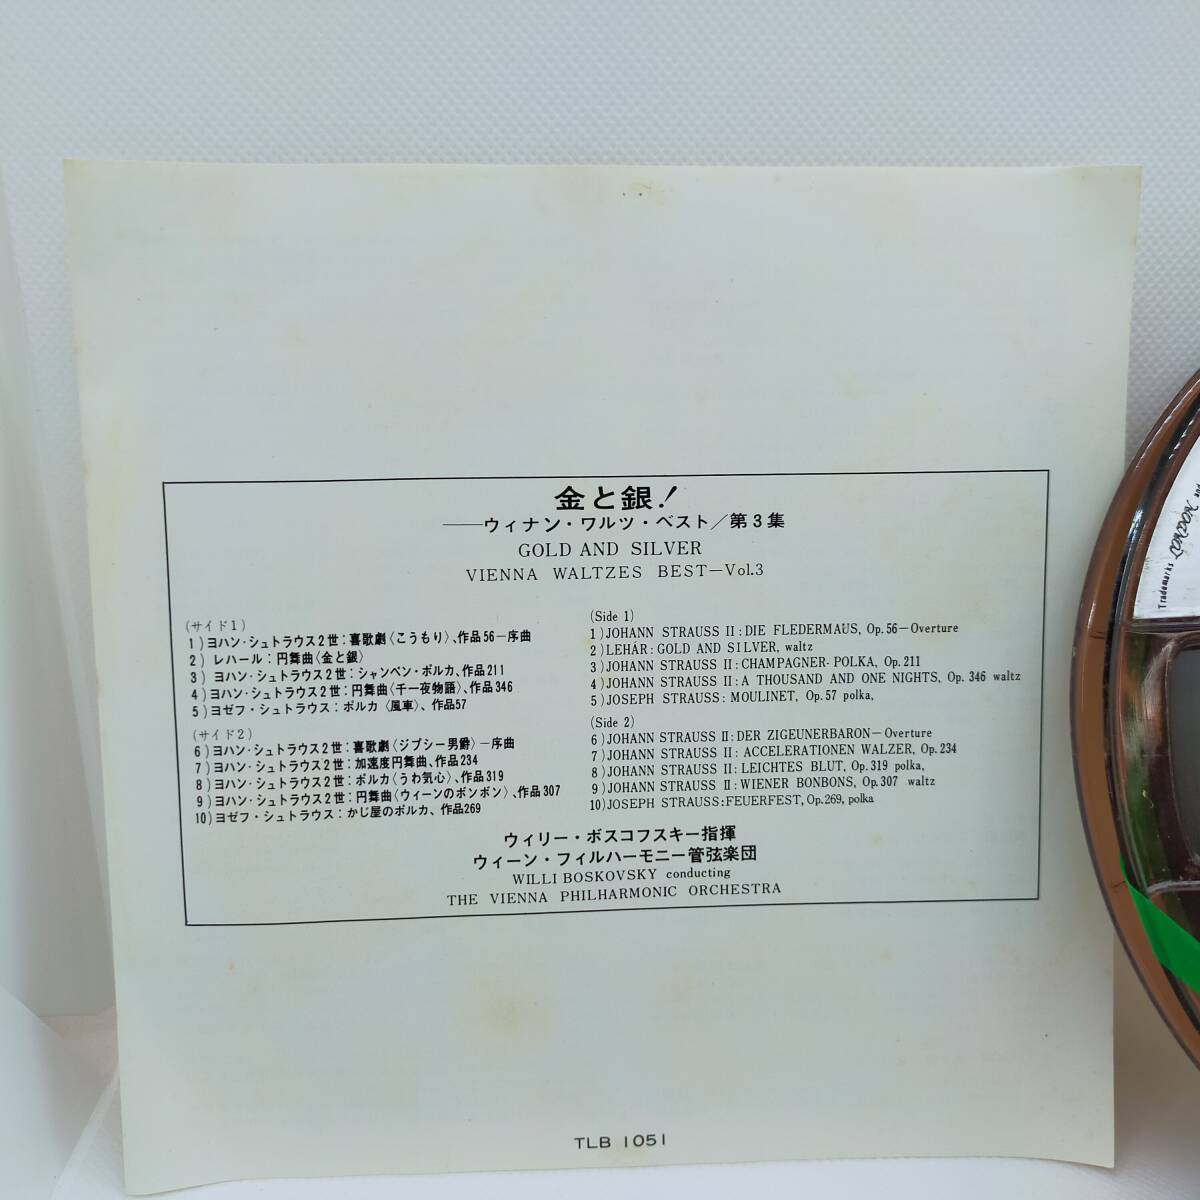 金と銀！
——ウィナン・ワルツ・ベスト／第3集
GOLD AND SILVER
VIENNA WALTZES BEST—Vol.3
(サイド1)
1)ヨハン・シュトラウス2世：喜歌劇〈こうもり〉、作品56－序曲
2) レハール：円舞曲〈金と銀〉
3) ヨハン・シュトラウス2世：シャンペン・ポルカ、作品211
4)ヨハン・シュトラウス2世：円舞曲〈千一夜物語〉、作品346
5)ヨゼフ・シュトラウス：ポルカ〈風車〉、作品57
(サイド2)
6)ヨハン・シュトラウス2世：喜歌劇〈ジプシー男爵〉－序曲
7)ヨハン・シュトラウス2世：加速度円舞曲、作品234
8)ヨハン・シュトラウス2世：ポルカ〈うわ気心〉、作品319
9)ヨハン・シュトラウス2世：円舞曲〈ウィーンのボンボン〉、作品307
10)ヨゼフ・シュトラウス：かじ屋のポルカ、作品269
(Side 1)
1)JOHANN STRAUSS II:DIE FLEDERMAUS, Op.56—Overture
2)LEHÁR:GOLD AND SILVER, waltz
3)JOHANN STRAUSS II:CHAMPAGNER-POLKA, Op.211
4)JOHANN STRAUSS II:A THOUSAND AND ONE NIGHTS, Op. 346 waltz
5)JOSEPH STRAUSS: MOULINET, Op.57 polka,
(Side 2)
6)JOHANN STRAUSS II:DER ZIGEUNERBARON—Overture
7)JOHANN STRAUSS II: ACCELERATIONEN WALZER, Op.234
8)JOHANN STRAUSS II:LEICHTES BLUT, Op.319 polka,
9)JOHANN STRAUSS II:WIENER BONBONS, Op.307 waltz
10)JOSEPH STRAUSS:FEUERFEST, Op.269, polka
ウィリー・ボスコフスキー指揮
ウィーン・フィルハーモニー管弦楽団
WILLI BOSKOVSKY conducting
THE VIENNA PHILHARMONIC ORCHESTRA
TLB 1051
Trademarks LONDON and